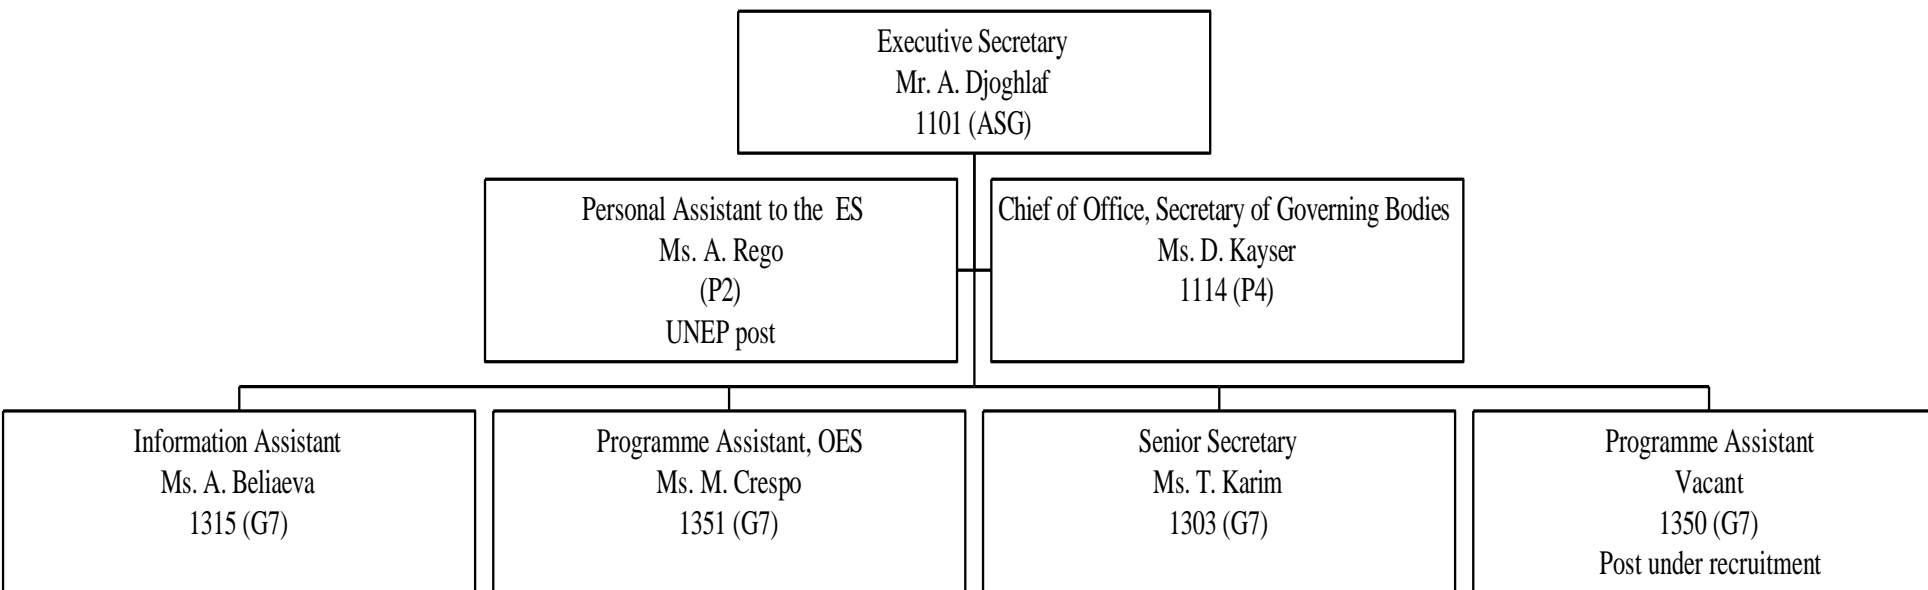 Executive Secretary
Mr. A. Djoghlaf
1101 (ASG)
Personal Assistant to the ES
Ms. A. Rego
(P2)
UNEP post
Chief of Office, Secretary of Governing Bodies
Ms. D. Kayser
1114 (P4)
Information Assistant
Ms. A. Beliaeva
1315 (G7)
Programme Assistant, OES
Ms. M. Crespo
1351 (G7)
Senior Secretary
Ms. T. Karim
1303 (G7)
Programme Assistant
Vacant
1350 (G7)
Post under recruitment